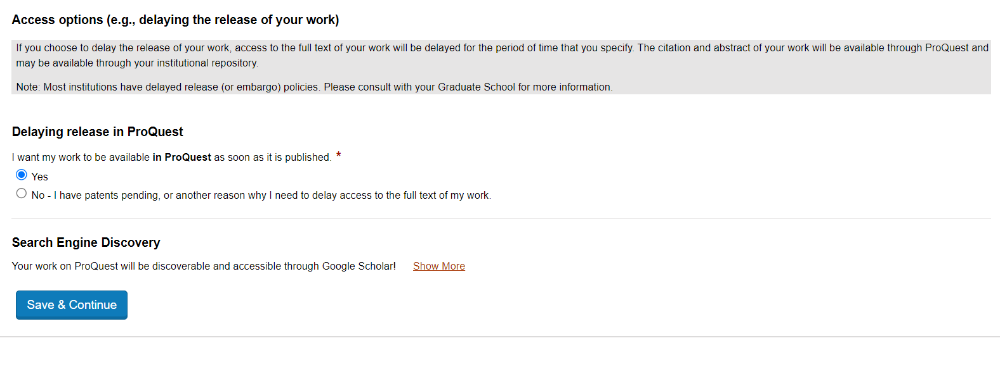 Access options (e.g., delaying the release of your work)
If you choose to delay the release of your work, access to the full text of your work will be delayed for the period of time that you specify. The citation and abstract of your work will be available through ProQuest and
may be available through your institutional repository.
Note: Most institutions have delayed release (or embargo) policies. Please consult with your Graduate School for more information.
Delaying release in ProQuest
I want my work to be available in ProQuest as soon as it is published. *
Yes
No - I have patents pending, or another reason why I need to delay access to the full text of my work.
Search Engine Discovery
Your work on ProQuest will be discoverable and accessible through Google Scholar! Show More
Save & Continue